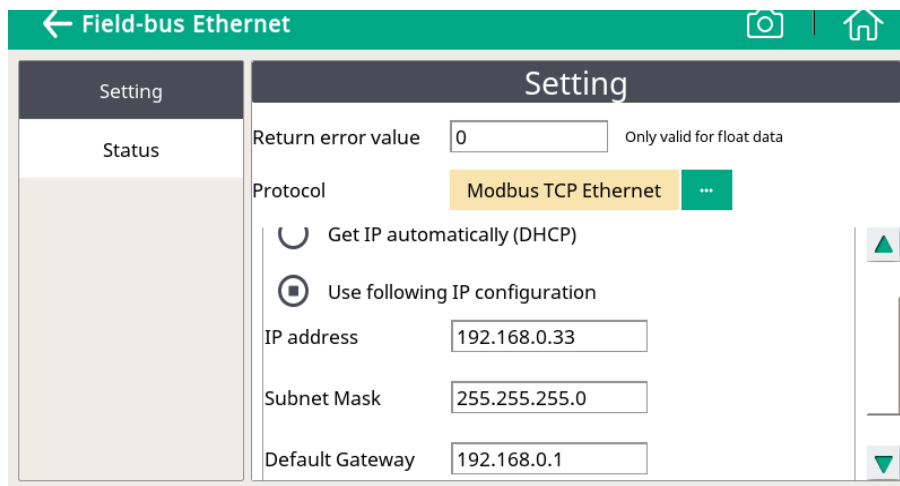 Field-bus Ethernet
Setting
Status
Setting
Return error value 0 Only valid for float data
Protocol Modbus TCP Ethernet ...
Get IP automatically (DHCP)
Use following IP configuration
IP address 192.168.0.33
Subnet Mask 255.255.255.0
Default Gateway 192.168.0.1